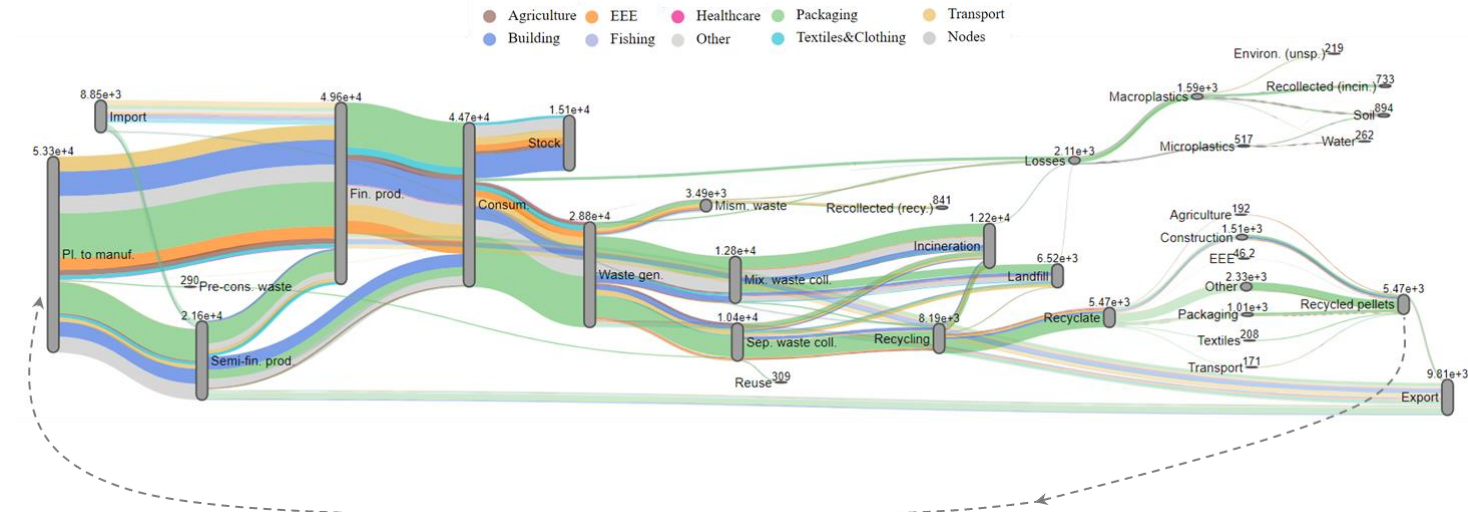 Agriculture EEE Healthcare Packaging Transport
Building Fishing Other Textiles&Clothing Nodes
5.33e+4
Pl. to manuf.
8.85e+3
Import
290
Pre-cons. waste
2.16e+4
Semi-fin. prod
4.96e+4
Fin. prod.
4.47e+4
Consum.
1.51e+4
Stock
2.88e+4
Waste gen.
3.49e+3
Mism. waste
1.28e+4
Mix. waste coll.
1.04e+4
Sep. waste coll.
309
Reuse
841
Recollected (recy.)
1.22e+4
Incineration
8.19e+3
Recycling
6.52e+3
Landfill
2.11e+3
Losses
1.59e+3
Macroplastics
517
Microplastics
219
Environ. (unsp.)
733
Recollected (incin.)
894
Soil
262
Water
5.47e+3
Recyclate
192
Agriculture
1.51e+3
Construction
46.2
EEE
2.33e+3
Other
1.01e+3
Packaging
208
Textiles
171
Transport
5.47e+3
Recycled pellets
9.81e+3
Export